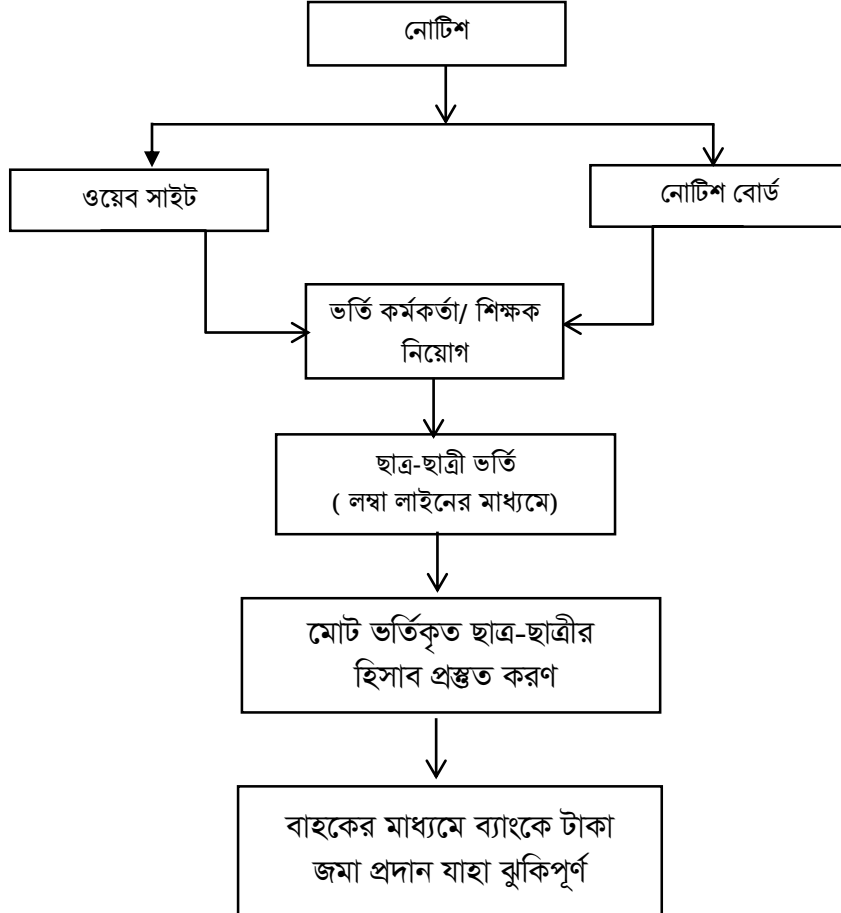 নোটিশ
ওয়েব সাইট
নোটিশ বোর্ড
ভর্তি কর্মকর্তা/ শিক্ষক
নিয়োগ
ছাত্র-ছাত্রী ভর্তি
( লম্বা লাইনের মাধ্যমে)
মোট ভর্তিকৃত ছাত্র-ছাত্রীর
হিসাব প্রস্তুত করণ
বাহকের মাধ্যমে ব্যাংকে টাকা
জমা প্রদান যাহা ঝুকিপূর্ণ